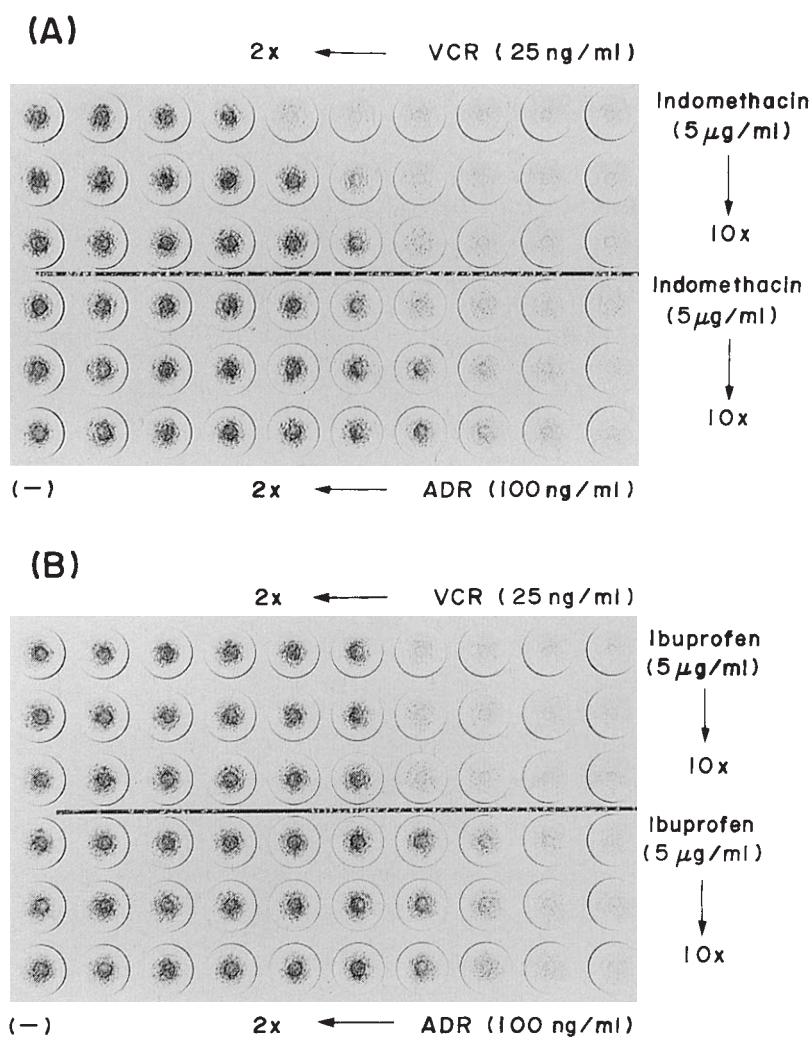 (A)
2x ← VCR (25 ng/ml)
Indomethacin
(5 µg/ml)
10x
Indomethacin
(5 µg/ml)
10x
(−) 2x ← ADR (100 ng/ml)
(B)
2x ← VCR (25 ng/ml)
Ibuprofen
(5 µg/ml)
10x
Ibuprofen
(5 µg/ml)
10x
(−) 2x ← ADR (100 ng/ml)